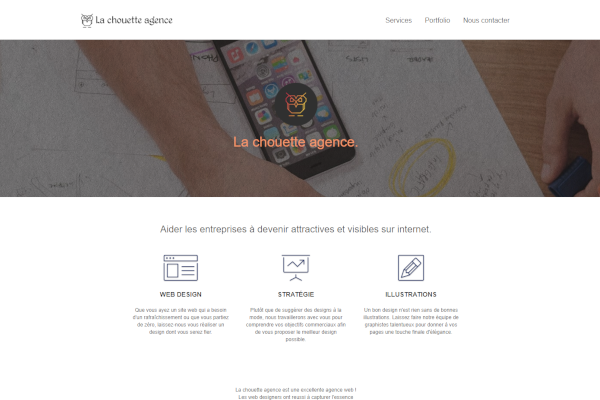 La chouette agence
Services Portfolio Nous contacter
La chouette agence.
Aider les entreprises à devenir attractives et visibles sur internet.
WEB DESIGN
Que vous ayez un site web qui a besoin
d'un rafraîchissement ou que vous partiez
de zéro, laissez nous vous réaliser un
design dont vous serez fier.
STRATÉGIE
Plutôt que de suggérer des designs à la
mode, nous travaillerons avec vous pour
comprendre vos objectifs commerciaux afin
de vous proposer le meilleur design
possible.
ILLUSTRATIONS
Un bon design n'est rien sans de bonnes
illustrations. Laissez faire notre équipe de
graphistes talentueux pour donner à vos
pages une touche finale d'élégance.
La chouette agence est une excellente agence web !
Les web designers ont réussi à capturer l'essence